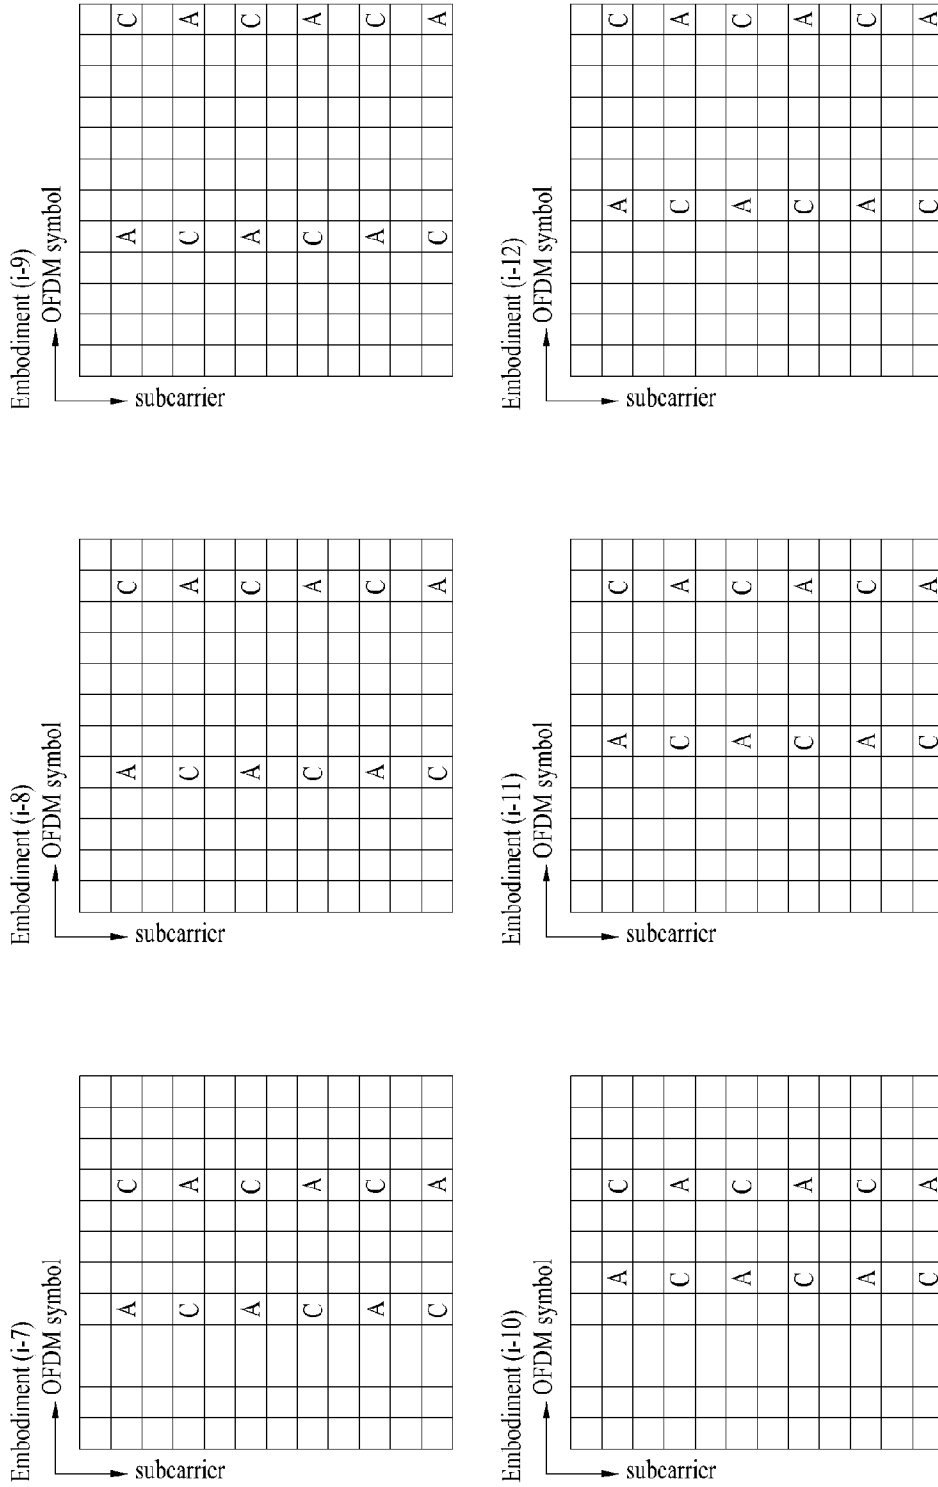 Embodiment (i-7)
OFDM symbol
subcarrier
A C
C A
A C
C A
A C
C A
Embodiment (i-8)
OFDM symbol
subcarrier
A C
C A
A C
C A
A C
C A
Embodiment (i-9)
OFDM symbol
subcarrier
A C
C A
A C
C A
A C
C A
Embodiment (i-10)
OFDM symbol
subcarrier
A C
C A
A C
C A
A C
C A
Embodiment (i-11)
OFDM symbol
subcarrier
A C
C A
A C
C A
A C
C A
Embodiment (i-12)
OFDM symbol
subcarrier
A C
C A
A C
C A
A C
C A